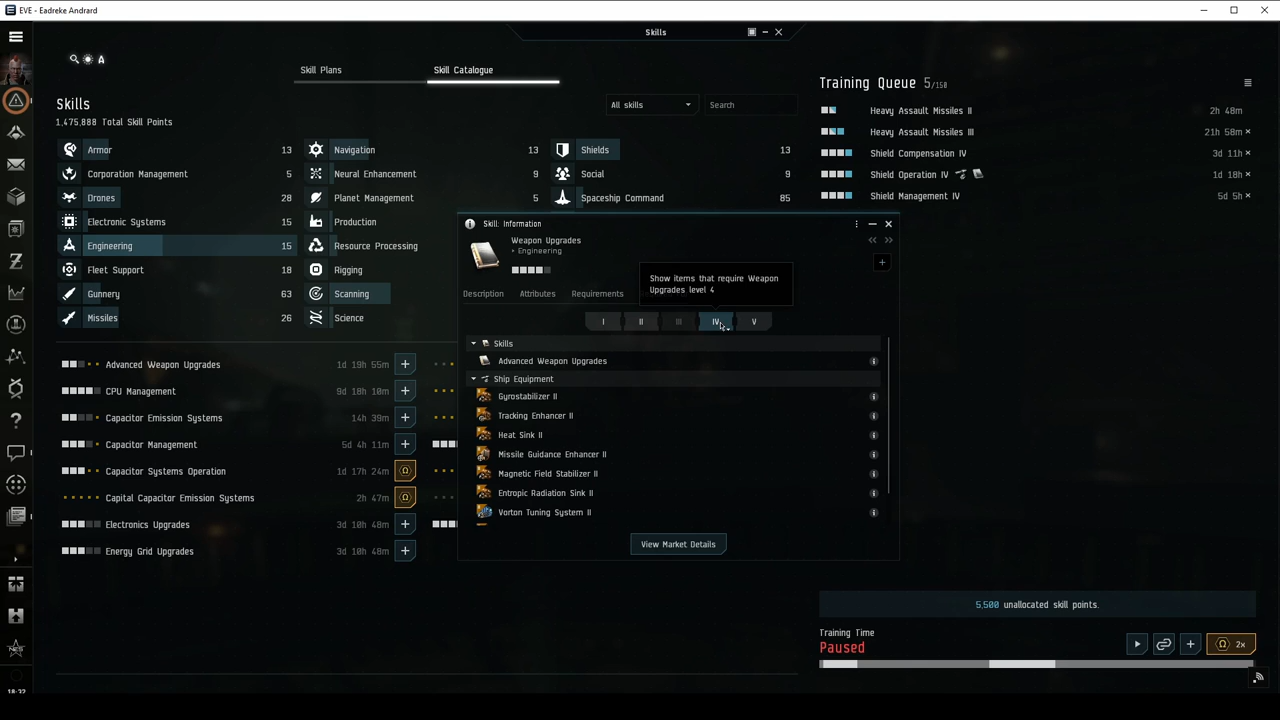 EVE - Eadreke Andrard
Skills
A
Skill Plans
Skill Catalogue
Training Queue 5/150
Skills
All skills
Search
1,475,888 Total Skill Points
Heavy Assault Missiles II 2h 48m
Heavy Assault Missiles III 21h 58m ×
Shield Compensation IV 3d 11h ×
Shield Operation IV 1d 18h ×
Shield Management IV 5d 5h ×
Armor 13
Navigation 13
Shields 13
Corporation Management 5
Neural Enhancement 9
Social 9
Drones 28
Planet Management 5
Spaceship Command 85
Electronic Systems 15
Production
Engineering 15
Resource Processing
Fleet Support 18
Rigging
Gunnery 63
Scanning
Missiles 26
Science
Skill: Information
Weapon Upgrades
Engineering
Show items that require Weapon
Upgrades level 4
Description
Attributes
Requirements
I II III IV V
Skills
Advanced Weapon Upgrades
Ship Equipment
Gyrostabilizer II
Tracking Enhancer II
Heat Sink II
Missile Guidance Enhancer II
Magnetic Field Stabilizer II
Entropic Radiation Sink II
Vorton Tuning System II
View Market Details
Advanced Weapon Upgrades 1d 19h 55m
CPU Management 9d 18h 10m
Capacitor Emission Systems 14h 39m
Capacitor Management 5d 4h 11m
Capacitor Systems Operation 1d 17h 24m
Capital Capacitor Emission Systems 2h 47m
Electronics Upgrades 3d 10h 48m
Energy Grid Upgrades 3d 10h 48m
5,500 unallocated skill points.
Training Time
Paused
2x
NES
18:32